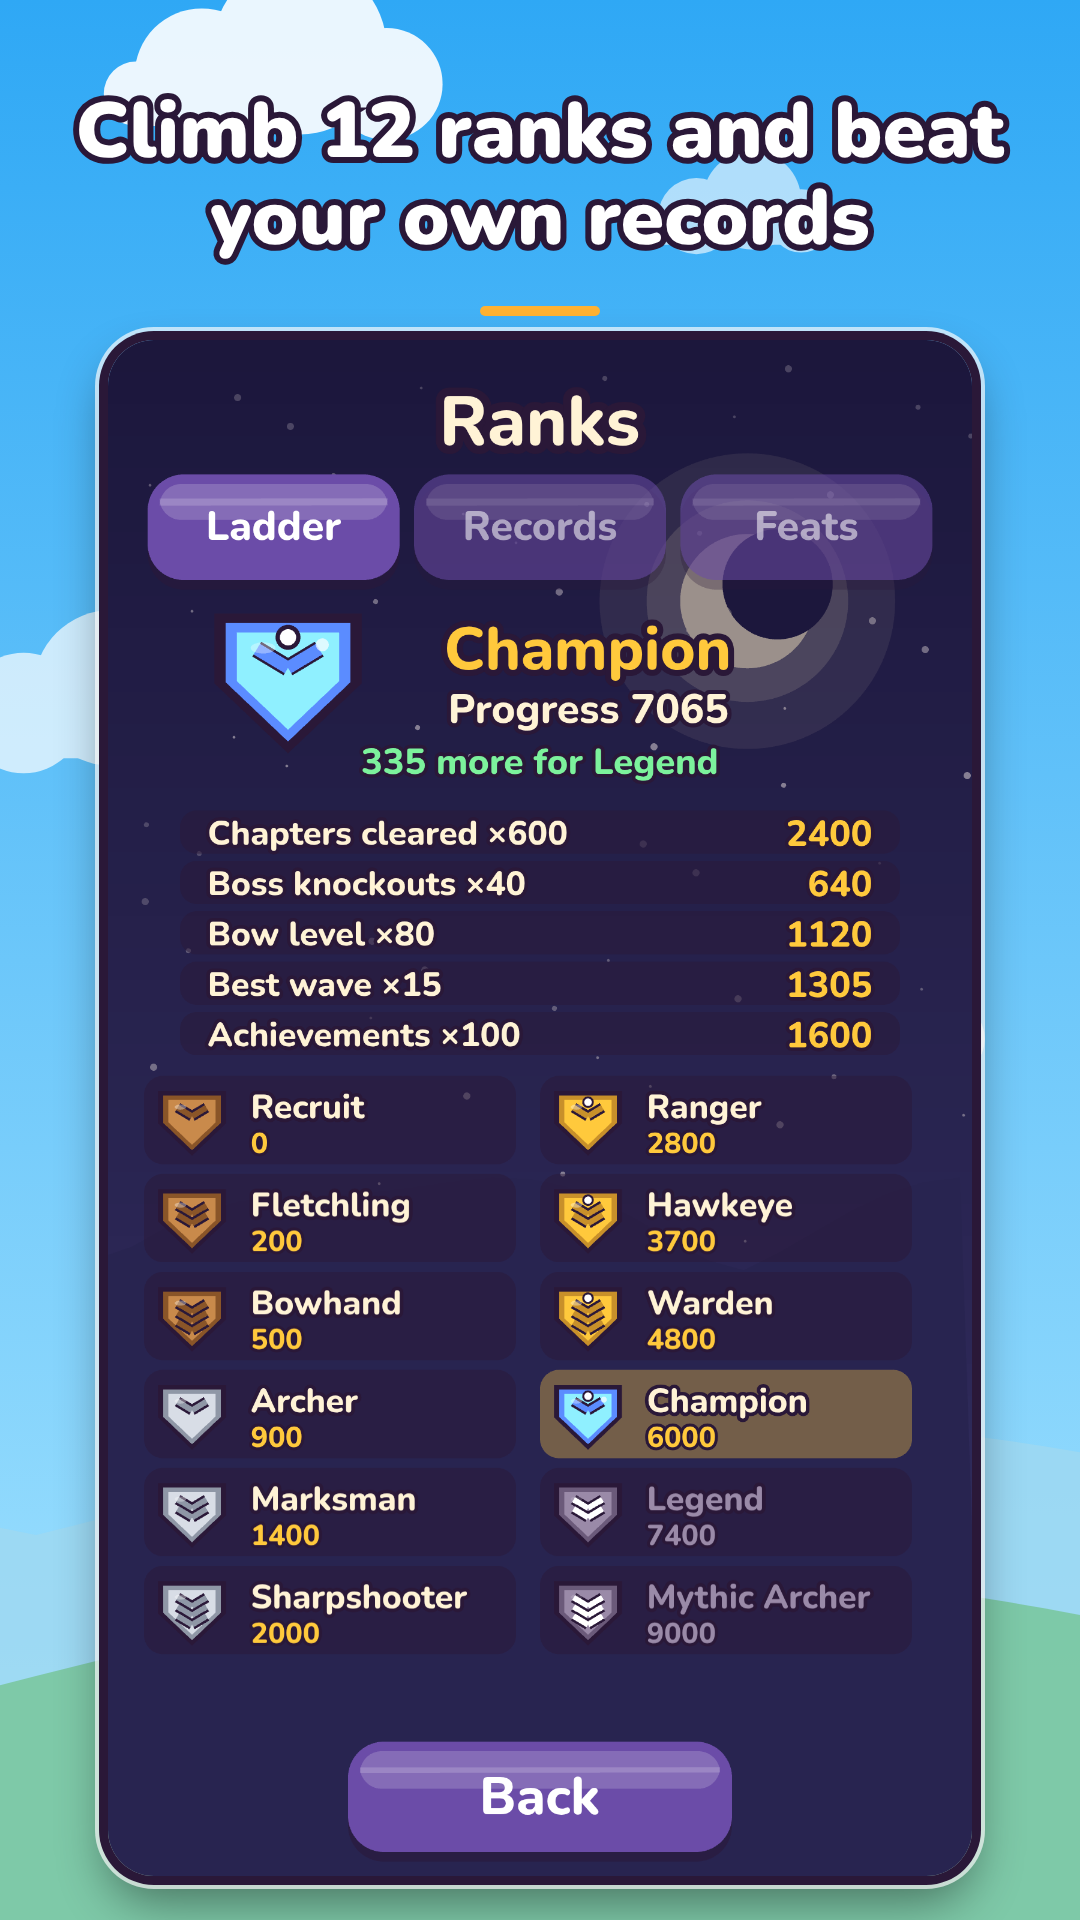 Climb 12 ranks and beat
your own records
Ranks
Ladder
Records
Feats
Champion
Progress 7065
335 more for Legend
Chapters cleared ×600 2400
Boss knockouts ×40 640
Bow level ×80 1120
Best wave ×15 1305
Achievements ×100 1600
Recruit
0
Ranger
2800
Fletchling
200
Hawkeye
3700
Bowhand
500
Warden
4800
Archer
900
Champion
6000
Marksman
1400
Legend
7400
Sharpshooter
2000
Mythic Archer
9000
Back